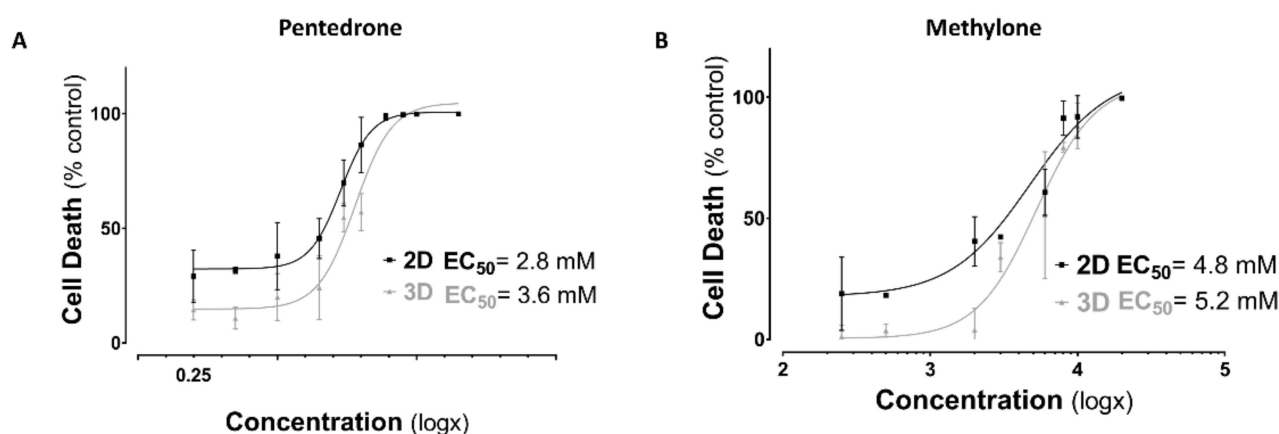 A
Pentedrone
Cell Death (% control)
100
50
0
2D EC50= 2.8 mM
3D EC50= 3.6 mM
0.25
Concentration (logx)
B
Methylone
Cell Death (% control)
100
50
0
2D EC50= 4.8 mM
3D EC50= 5.2 mM
2 3 4 5
Concentration (logx)